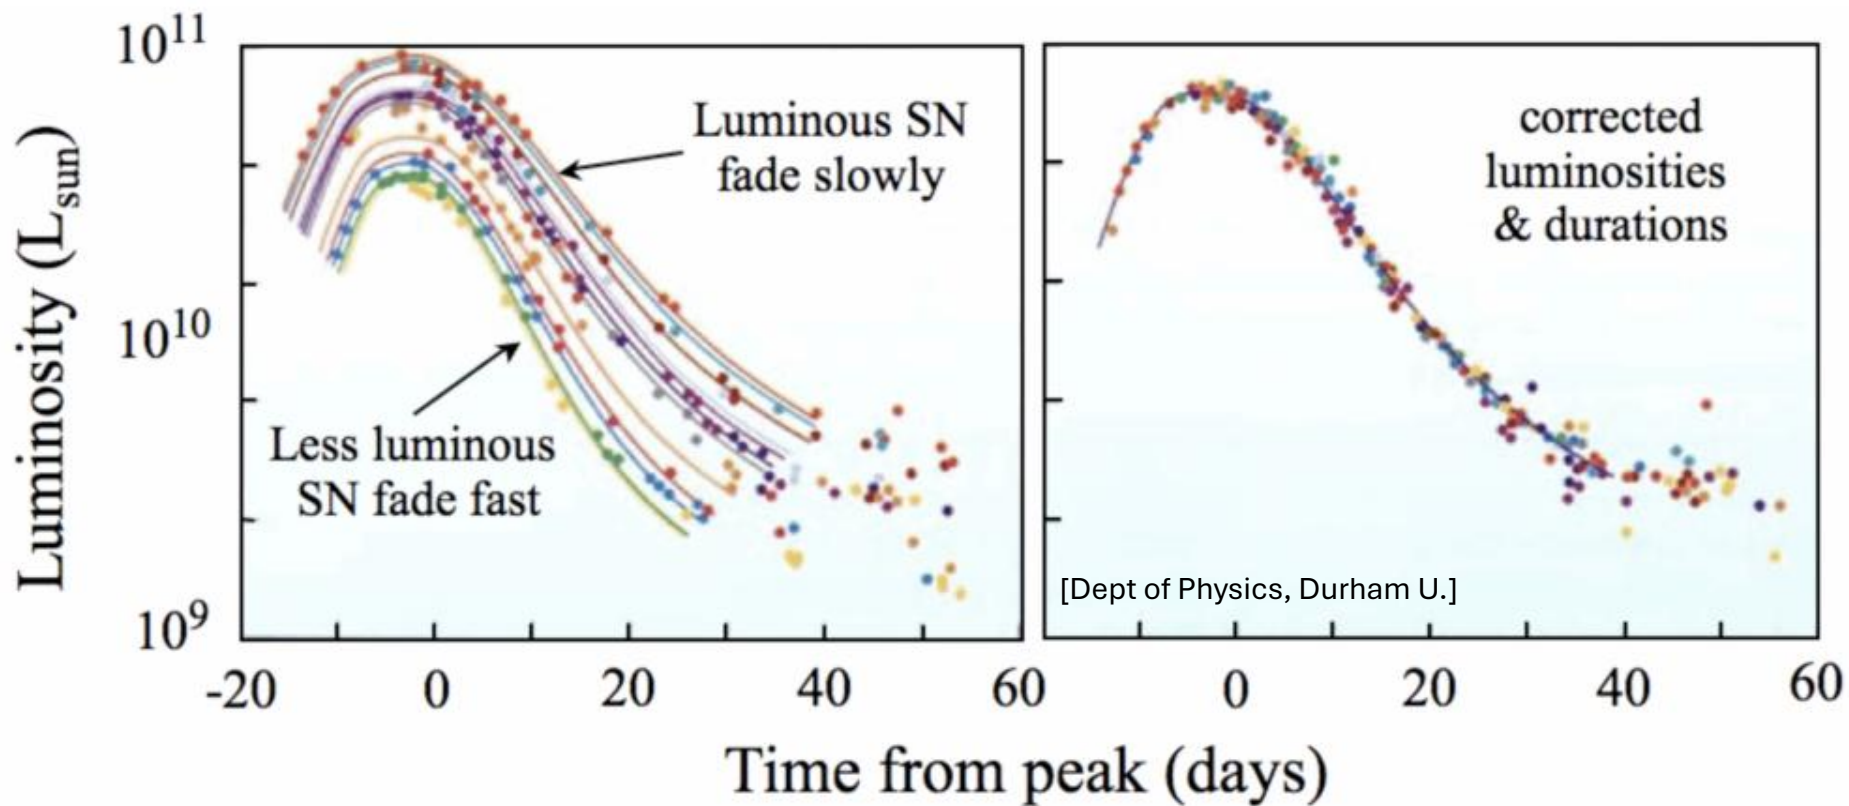 10¹¹
10¹⁰
10⁹
Luminosity (L_sun)
Luminous SN
fade slowly
Less luminous
SN fade fast
corrected
luminosities
& durations
[Dept of Physics, Durham U.]
-20 0 20 40 60
0 20 40 60
Time from peak (days)